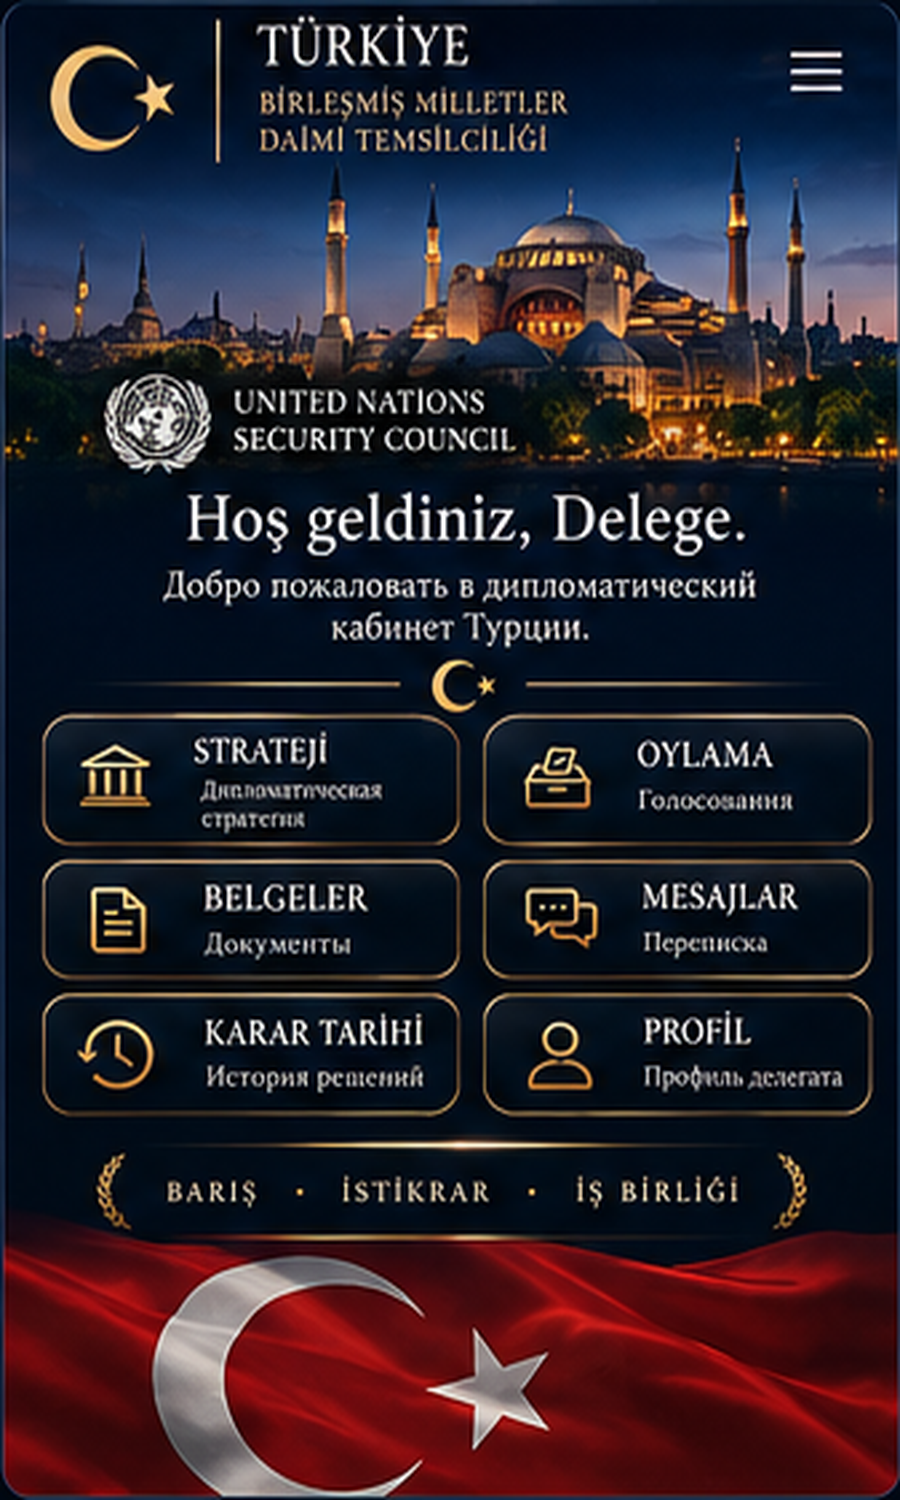 TÜRKİYE
BİRLEŞMİŞ MİLLETLER
DAİMİ TEMSİLCİLİĞİ
UNITED NATIONS
SECURITY COUNCIL
Hoş geldiniz, Delege.
Добро пожаловать в дипломатический
кабинет Турции.
STRATEJİ
Дипломатическая
стратегия
OYLAMA
Голосования
BELGELER
Документы
MESAJLAR
Переписка
KARAR TARİHİ
История решений
PROFİL
Профиль делегата
BARIŞ · İSTİKRAR · İŞ BİRLİĞİ